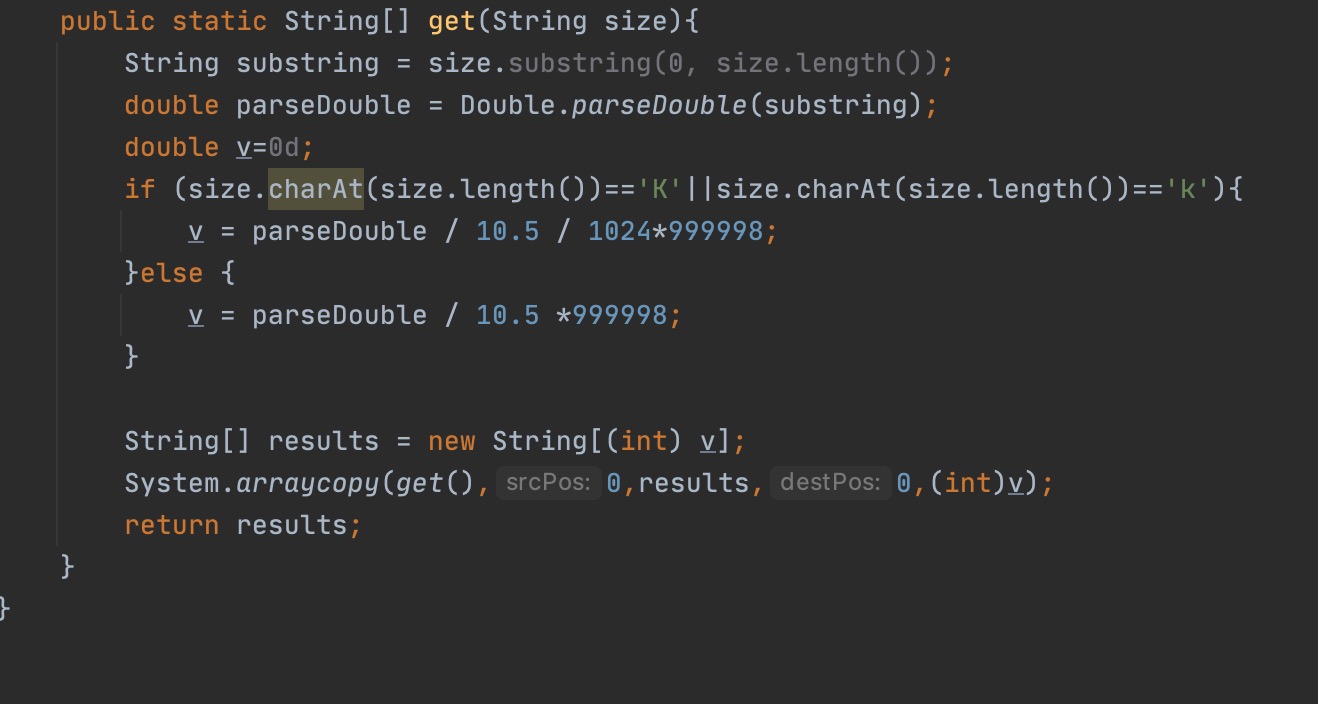 public static String[] get(String size){
String substring = size.substring(0, size.length());
double parseDouble = Double.parseDouble(substring);
double v=0d;
if (size.charAt(size.length())=='K'||size.charAt(size.length())=='k'){
v = parseDouble / 10.5 / 1024*999998;
}else {
v = parseDouble / 10.5 *999998;
}
String[] results = new String[(int) v];
System.arraycopy(get(), srcPos: 0,results, destPos: 0,(int)v);
return results;
}
}